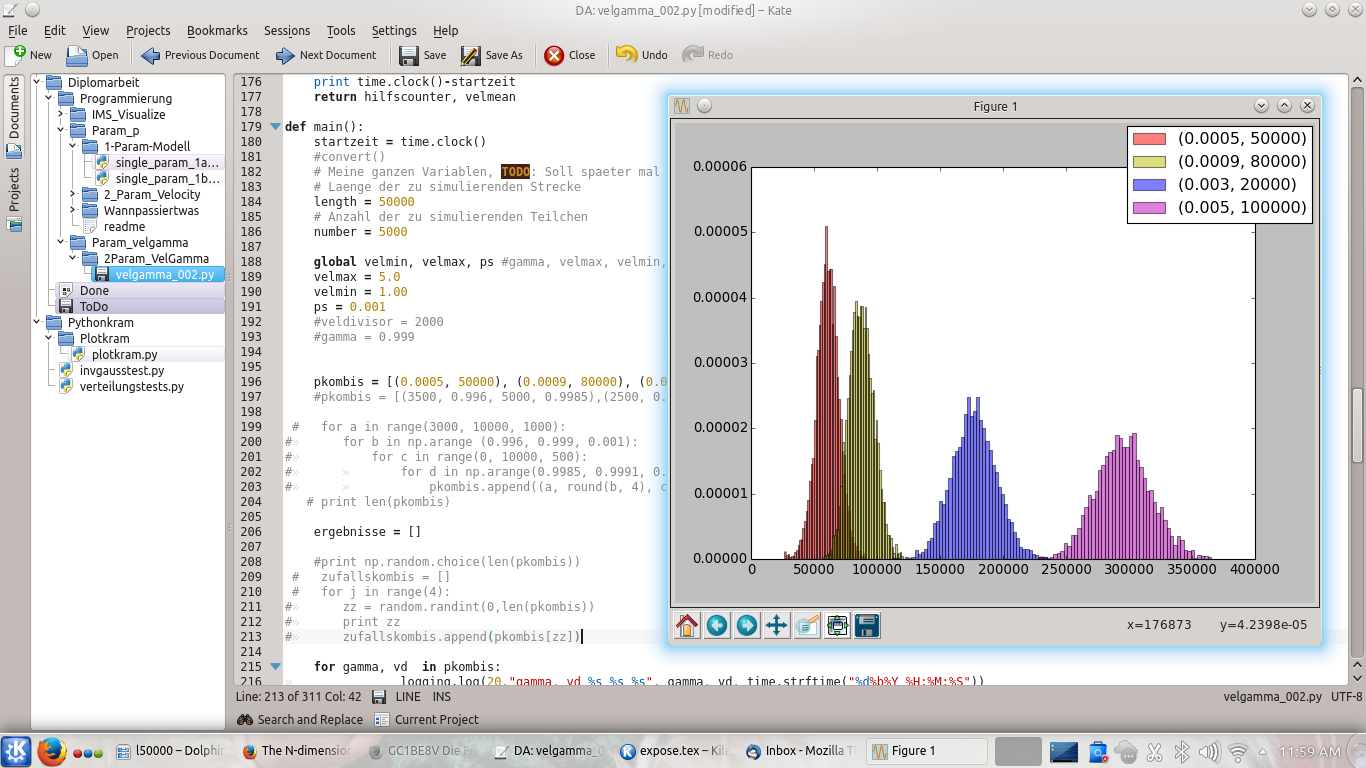 DA: velgamma_002.py [modified] – Kate
File Edit View Projects Bookmarks Sessions Tools Settings Help
New Open Previous Document Next Document Save Save As Close Undo Redo
Documents
Projects
Diplomarbeit
Programmierung
IMS_Visualize
Param_p
1-Param-Modell
single_param_1a...
single_param_1b...
2_Param_Velocity
Wannpassiertwas
readme
Param_velgamma
2Param_VelGamma
velgamma_002.py
Done
ToDo
Pythonkram
Plotkram
plotkram.py
invgausstest.py
verteilungstests.py
176 print time.clock()-startzeit
177 return hilfscounter, velmean
178
179 def main():
180 startzeit = time.clock()
181 #convert()
182 # Meine ganzen Variablen, TODO: Soll spaeter mal
183 # Laenge der zu simulierenden Strecke
184 length = 50000
185 # Anzahl der zu simulierenden Teilchen
186 number = 5000
187
188 global velmin, velmax, ps #gamma, velmax, velmin,
189 velmax = 5.0
190 velmin = 1.00
191 ps = 0.001
192 #veldivisor = 2000
193 #gamma = 0.999
194
195
196 pkombis = [(0.0005, 50000), (0.0009, 80000), (0.0
197 #pkombis = [(3500, 0.996, 5000, 0.9985),(2500, 0.
198
199 # for a in range(3000, 10000, 1000):
200 #» for b in np.arange (0.996, 0.999, 0.001):
201 #» for c in range(0, 10000, 500):
202 #» » for d in np.arange(0.9985, 0.9991, 0.
203 #» pkombis.append((a, round(b, 4), c
204 # print len(pkombis)
205
206 ergebnisse = []
207
208 #print np.random.choice(len(pkombis))
209 # zufallskombis = []
210 # for j in range(4):
211 #» zz = random.randint(0,len(pkombis))
212 #» print zz
213 #» zufallskombis.append(pkombis[zz])
214
215 for gamma, vd in pkombis:
216 logging.log(20,"gamma, vd %s %s %s", gamma, vd, time.strftime("%d%b%Y %H:%M:%S"))
Figure 1
(0.0005, 50000)
(0.0009, 80000)
(0.003, 20000)
(0.005, 100000)
0.00006
0.00005
0.00004
0.00003
0.00002
0.00001
0.00000
0 50000 100000 150000 200000 250000 300000 350000 400000
x=176873 y=4.2398e-05
Line: 213 of 311 Col: 42 LINE INS velgamma_002.py UTF-8
Search and Replace Current Project
l50000 – Dolphin The N-dimension GC1BE8V Die Fi DA: velgamma_0 expose.tex – Kile Inbox - Mozilla T Figure 1 11:59 AM